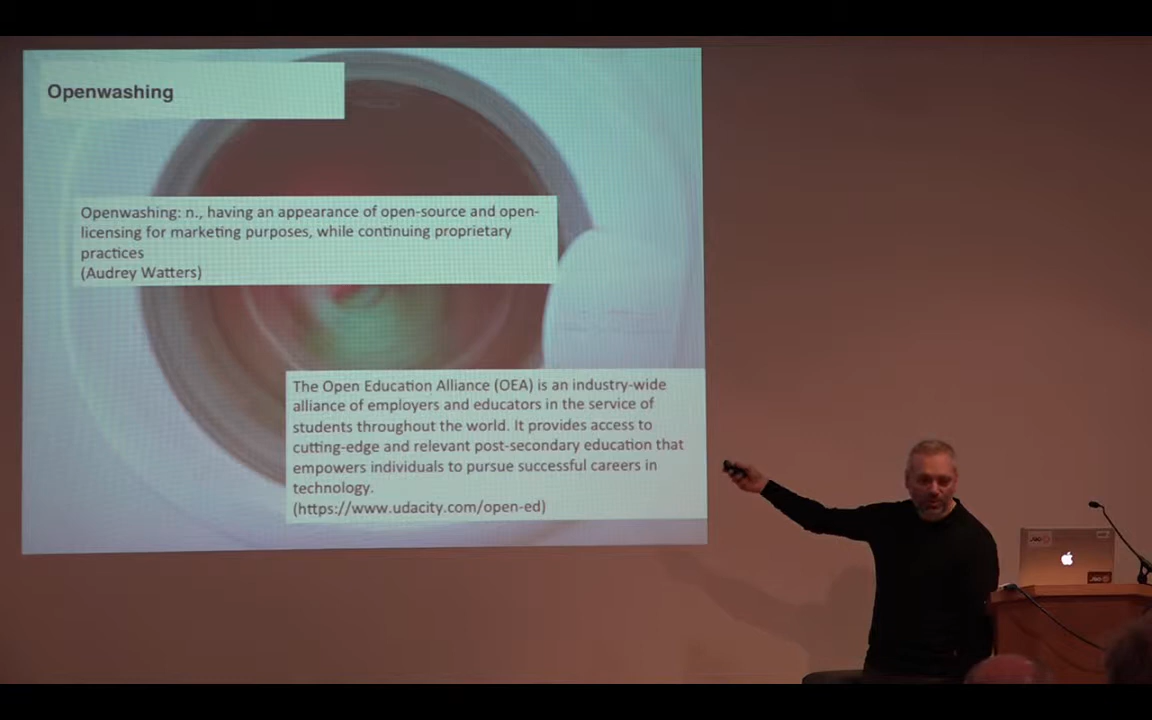 Openwashing
Openwashing: n., having an appearance of open-source and open-
licensing for marketing purposes, while continuing proprietary
practices
(Audrey Watters)
The Open Education Alliance (OEA) is an industry-wide
alliance of employers and educators in the service of
students throughout the world. It provides access to
cutting-edge and relevant post-secondary education that
empowers individuals to pursue successful careers in
technology.
(https://www.udacity.com/open-ed)